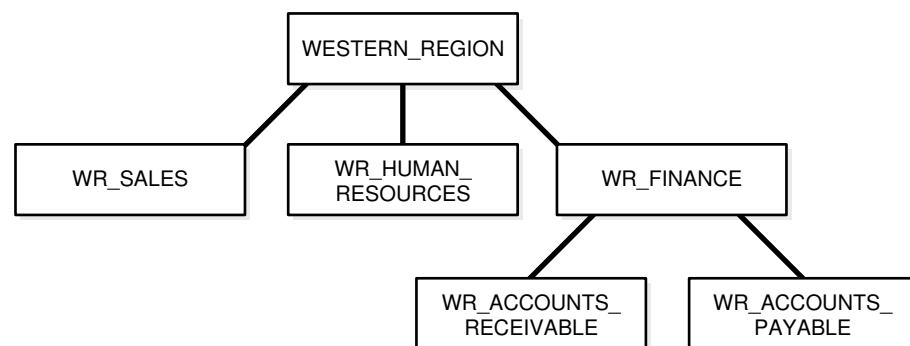 WESTERN_REGION
WR_SALES
WR_HUMAN_
RESOURCES
WR_FINANCE
WR_ACCOUNTS_
RECEIVABLE
WR_ACCOUNTS_
PAYABLE